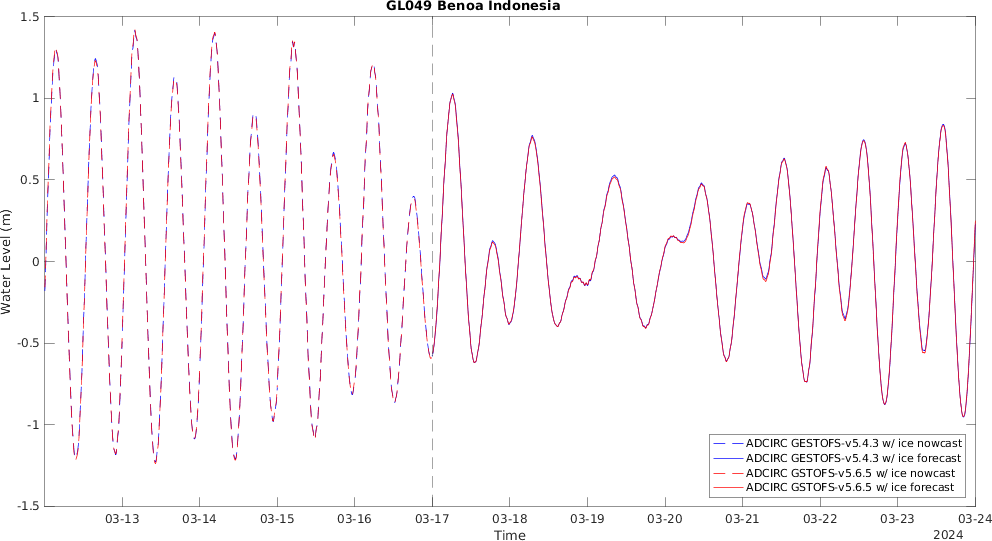 GL049 Benoa Indonesia
1.5
1
0.5
0
-0.5
-1
-1.5
Water Level (m)
03-13 03-14 03-15 03-16 03-17 03-18 03-19 03-20 03-21 03-22 03-23 03-24
Time
2024
ADCIRC GESTOFS-v5.4.3 w/ ice nowcast
ADCIRC GESTOFS-v5.4.3 w/ ice forecast
ADCIRC GSTOFS-v5.6.5 w/ ice nowcast
ADCIRC GSTOFS-v5.6.5 w/ ice forecast